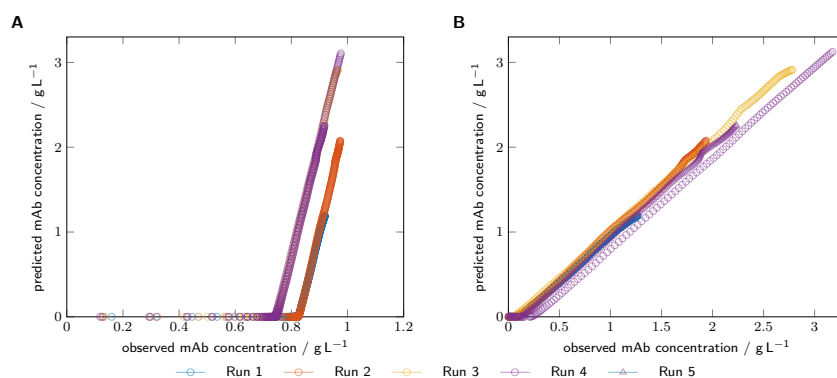 A
B
3
2
1
0
predicted mAb concentration / g L⁻¹
0 0.2 0.4 0.6 0.8 1 1.2
observed mAb concentration / g L⁻¹
3
2
1
0
predicted mAb concentration / g L⁻¹
0 0.5 1 1.5 2 2.5 3
observed mAb concentration / g L⁻¹
Run 1 Run 2 Run 3 Run 4 Run 5